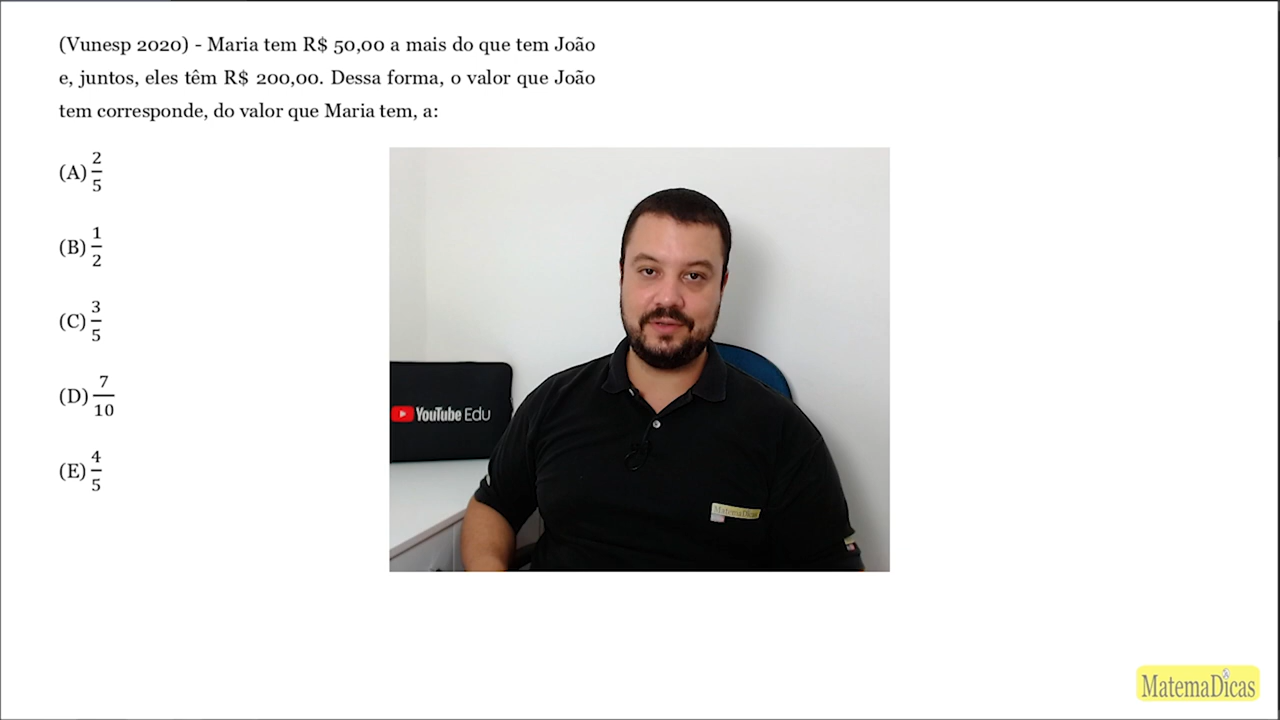 (Vunesp 2020) - Maria tem R$ 50,00 a mais do que tem João
e, juntos, eles têm R$ 200,00. Dessa forma, o valor que João
tem corresponde, do valor que Maria tem, a:
(A) 2/5
(B) 1/2
(C) 3/5
(D) 7/10
(E) 4/5
YouTube Edu
MatemaDicas
MatemaDicas